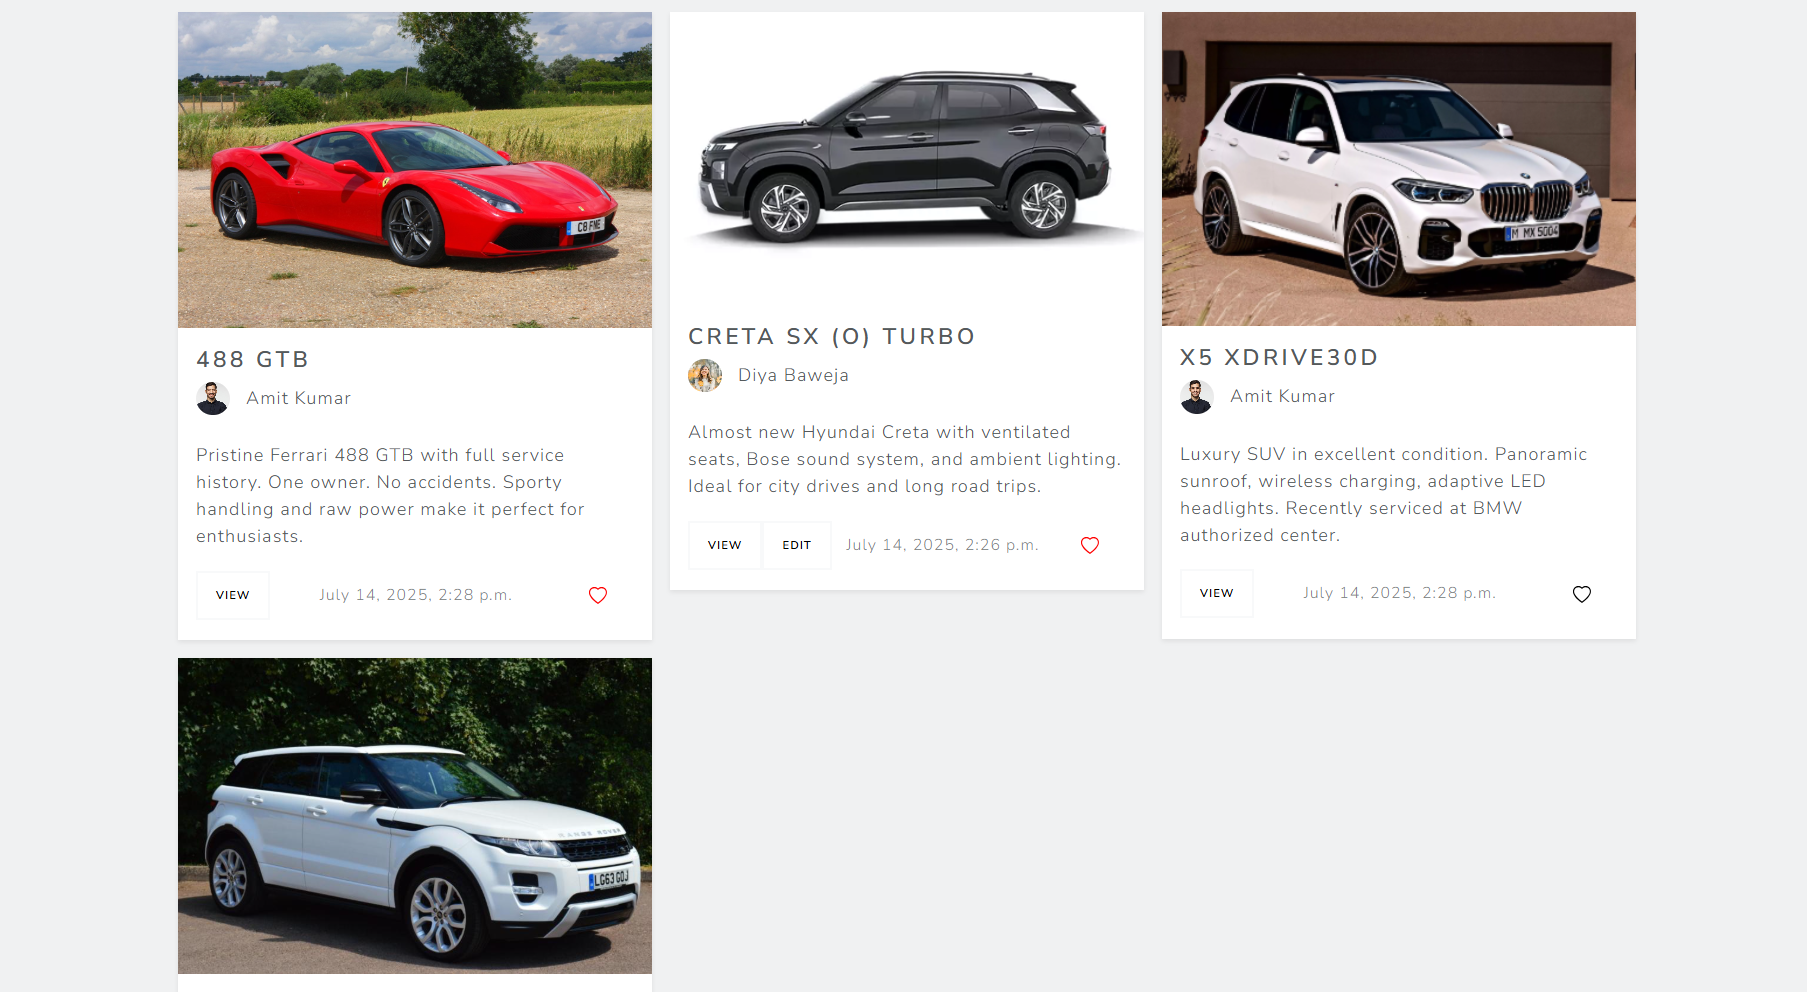 C8 FME
488 GTB
Amit Kumar
Pristine Ferrari 488 GTB with full service
history. One owner. No accidents. Sporty
handling and raw power make it perfect for
enthusiasts.
VIEW
July 14, 2025, 2:28 p.m.
CRETA SX (O) TURBO
Diya Baweja
Almost new Hyundai Creta with ventilated
seats, Bose sound system, and ambient lighting.
Ideal for city drives and long road trips.
VIEW
EDIT
July 14, 2025, 2:26 p.m.
M MX 5004
X5 XDRIVE30D
Amit Kumar
Luxury SUV in excellent condition. Panoramic
sunroof, wireless charging, adaptive LED
headlights. Recently serviced at BMW
authorized center.
VIEW
July 14, 2025, 2:28 p.m.
RANGE ROVER
LG63 GOJ